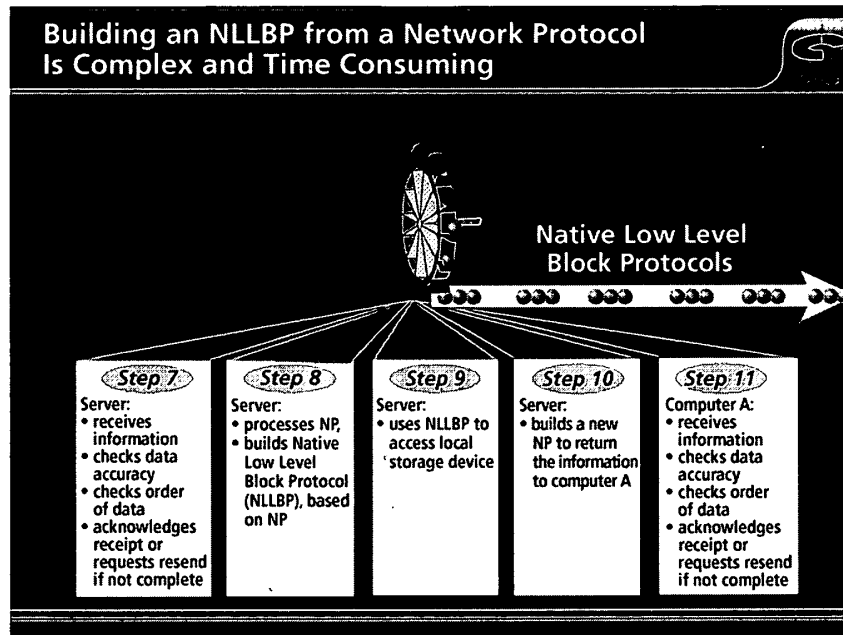 Building an NLLBP from a Network Protocol
Is Complex and Time Consuming
Native Low Level
Block Protocols
Step 7
Server:
• receives
information
• checks data
accuracy
• checks order
of data
• acknowledges
receipt or
requests resend
if not complete
Step 8
Server:
• processes NP,
• builds Native
Low Level
Block Protocol
(NLLBP), based
on NP
Step 9
Server:
• uses NLLBP to
access local
storage device
Step 10
Server:
• builds a new
NP to return
the information
to computer A
Step 11
Computer A:
• receives
information
• checks data
accuracy
• checks order
of data
• acknowledges
receipt or
requests resend
if not complete